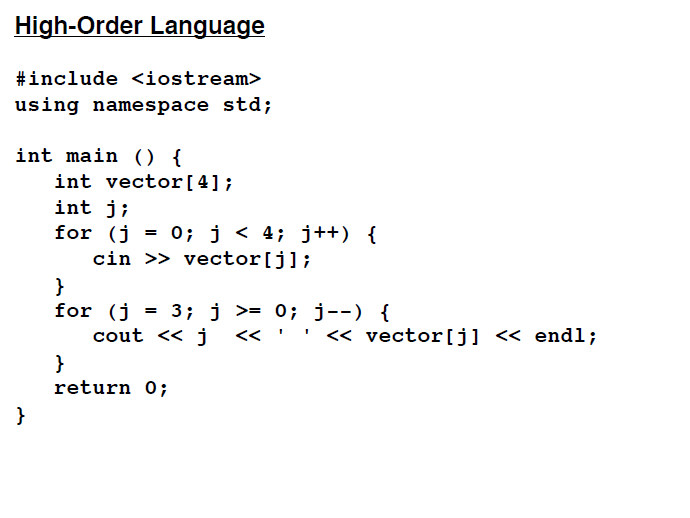 High-Order Language
#include <iostream>
using namespace std;
int main () {
   int vector[4];
   int j;
   for (j = 0; j < 4; j++) {
      cin >> vector[j];
   }
   for (j = 3; j >= 0; j--) {
      cout << j  << ' ' << vector[j] << endl;
   }
   return 0;
}